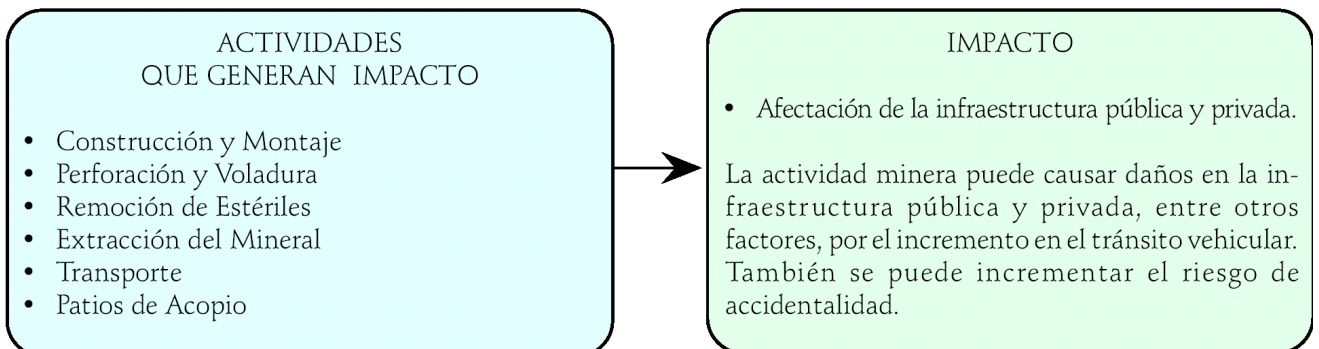 ACTIVIDADES
QUE GENERAN IMPACTO
• Construcción y Montaje
• Perforación y Voladura
• Remoción de Estériles
• Extracción del Mineral
• Transporte
• Patios de Acopio
IMPACTO
• Afectación de la infraestructura pública y privada.
La actividad minera puede causar daños en la in-
fraestructura pública y privada, entre otros
factores, por el incremento en el tránsito vehicular.
También se puede incrementar el riesgo de
accidentalidad.